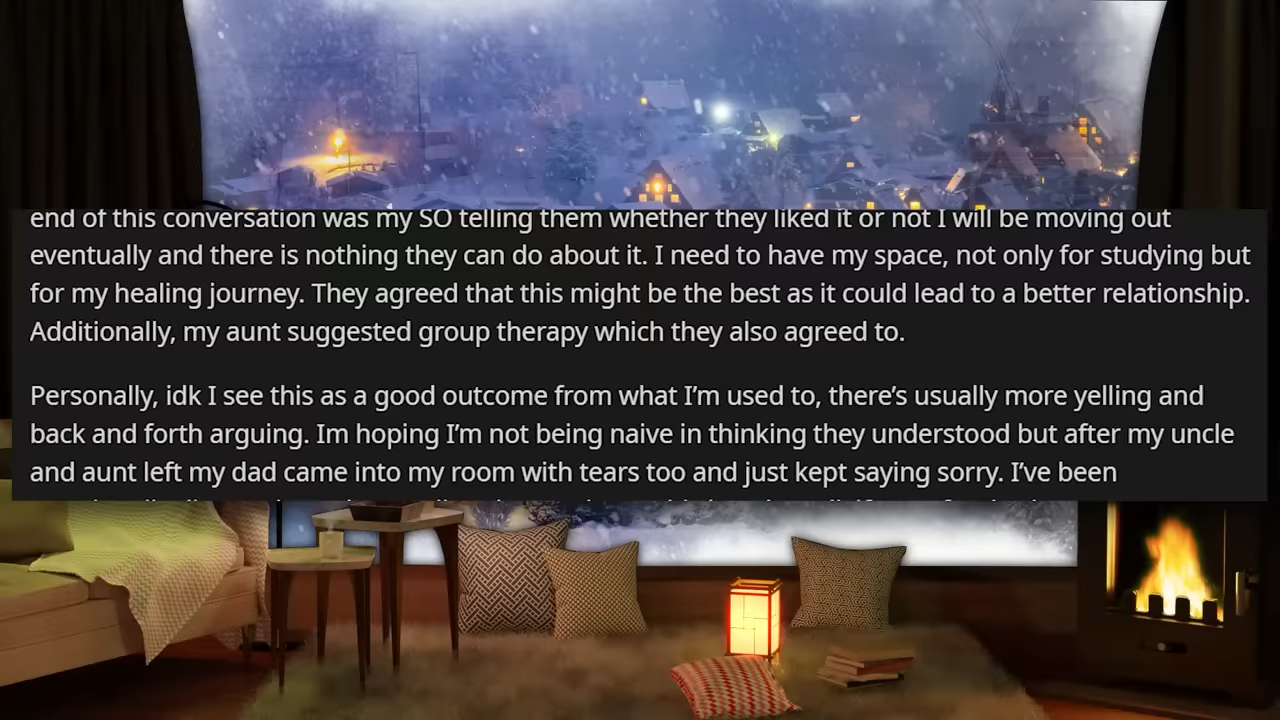 end of this conversation was my SO telling them whether they liked it or not I will be moving out
eventually and there is nothing they can do about it. I need to have my space, not only for studying but
for my healing journey. They agreed that this might be the best as it could lead to a better relationship.
Additionally, my aunt suggested group therapy which they also agreed to.
Personally, idk I see this as a good outcome from what I’m used to, there’s usually more yelling and
back and forth arguing. Im hoping I’m not being naive in thinking they understood but after my uncle
and aunt left my dad came into my room with tears too and just kept saying sorry. I’ve been